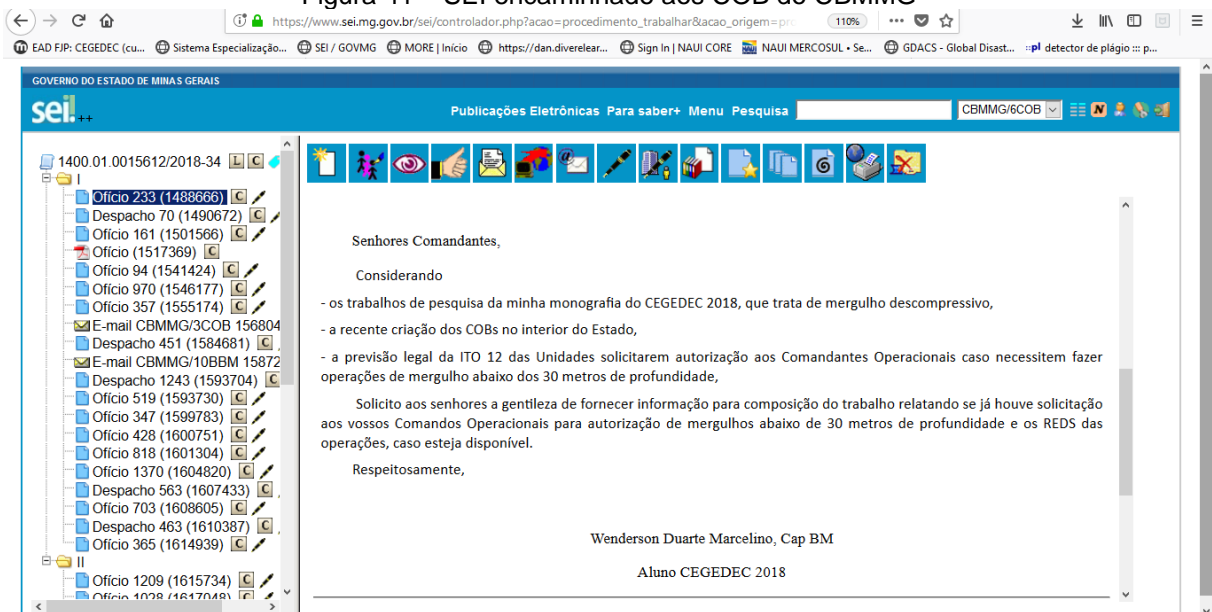 Figura 41 – SEI encaminhado aos COB do CBMMG
https://www.sei.mg.gov.br/sei/controlador.php?acao=procedimento_trabalhar&acao_origem=pro
110%
EAD FJP: CEGEDEC (cu... Sistema Especialização... SEI / GOVMG MORE | Início https://dan.diverelear... Sign In | NAUI CORE NAUI MERCOSUL • Se... GDACS - Global Disast... ::pl detector de plágio ::: p...
GOVERNO DO ESTADO DE MINAS GERAIS
sei! ++
Publicações Eletrônicas Para saber+ Menu Pesquisa CBMMG/6COB N
1400.01.0015612/2018-34 L C
I
Ofício 233 (1488666) C
Despacho 70 (1490672) C
Ofício 161 (1501566) C
Ofício (1517369) C
Ofício 94 (1541424) C
Ofício 970 (1546177) C
Ofício 357 (1555174) C
E-mail CBMMG/3COB 156804
Despacho 451 (1584681) C
E-mail CBMMG/10BBM 15872
Despacho 1243 (1593704) C
Ofício 519 (1593730) C
Ofício 347 (1599783) C
Ofício 428 (1600751) C
Ofício 818 (1601304) C
Ofício 1370 (1604820) C
Despacho 563 (1607433) C
Ofício 703 (1608605) C
Despacho 463 (1610387) C
Ofício 365 (1614939) C
II
Ofício 1209 (1615734) C
Ofício 1028 (1617048) C
Senhores Comandantes,
Considerando
- os trabalhos de pesquisa da minha monografia do CEGEDEC 2018, que trata de mergulho descompressivo,
- a recente criação dos COBs no interior do Estado,
- a previsão legal da ITO 12 das Unidades solicitarem autorização aos Comandantes Operacionais caso necessitem fazer
operações de mergulho abaixo dos 30 metros de profundidade,
Solicito aos senhores a gentileza de fornecer informação para composição do trabalho relatando se já houve solicitação
aos vossos Comandos Operacionais para autorização de mergulhos abaixo de 30 metros de profundidade e os REDS das
operações, caso esteja disponível.
Respeitosamente,
Wenderson Duarte Marcelino, Cap BM
Aluno CEGEDEC 2018